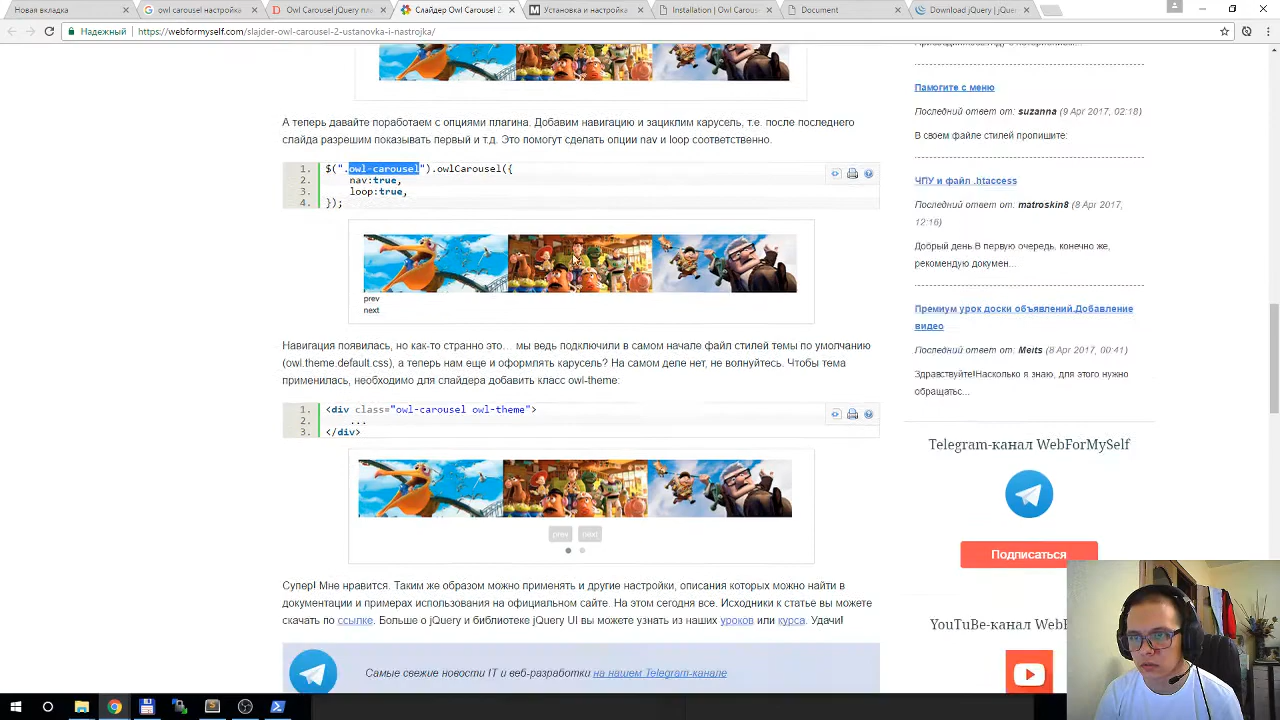 Новая вкладка
owl carousel настройка
Owl Carousel jQuery пл
Слайдер Owl Carousel 2.
Установка и настройка
Installation | Owl Carous
Document
Download jQuery | jQue
Надежный
https://webformyself.com/slajder-owl-carousel-2-ustanovka-i-nastrojka/
А теперь давайте поработаем с опциями плагина. Добавим навигацию и зациклим карусель, т.е. после последнего
слайда разрешим показывать первый и т.д. Это помогут сделать опции nav и loop соответственно.
1. $(".owl-carousel").owlCarousel({
2. nav:true,
3. loop:true,
4. });
prev
next
Навигация появилась, но как-то странно это… мы ведь подключили в самом начале файл стилей темы по умолчанию
(owl.theme.default.css), а теперь нам еще и оформлять карусель? На самом деле нет, не волнуйтесь. Чтобы тема
применилась, необходимо для слайдера добавить класс owl-theme:
1. <div class="owl-carousel owl-theme">
2. ...
3. </div>
prev next
Супер! Мне нравится. Таким же образом можно применять и другие настройки, описания которых можно найти в
документации и примерах использования на официальном сайте. На этом сегодня все. Исходники к статье вы можете
скачать по ссылке. Больше о jQuery и библиотеке jQuery UI вы можете узнать из наших уроков или курса. Удачи!
Самые свежие новости IT и веб-разработки на нашем Telegram-канале
Памогите с меню
Последний ответ от: suzanna (9 Apr 2017, 02:18)
В своем файле стилей пропишите:
ЧПУ и файл .htaccess
Последний ответ от: matroskin8 (8 Apr 2017,
12:16)
Добрый день В первую очередь, конечно же,
рекомендую докумен...
Премиум урок доски объявлений.Добавление
видео
Последний ответ от: Meits (8 Apr 2017, 00:41)
Здравствуйте!Насколько я знаю, для этого нужно
обращатьс...
Telegram-канал WebForMySelf
Подписаться
YouTuBe-канал WebF